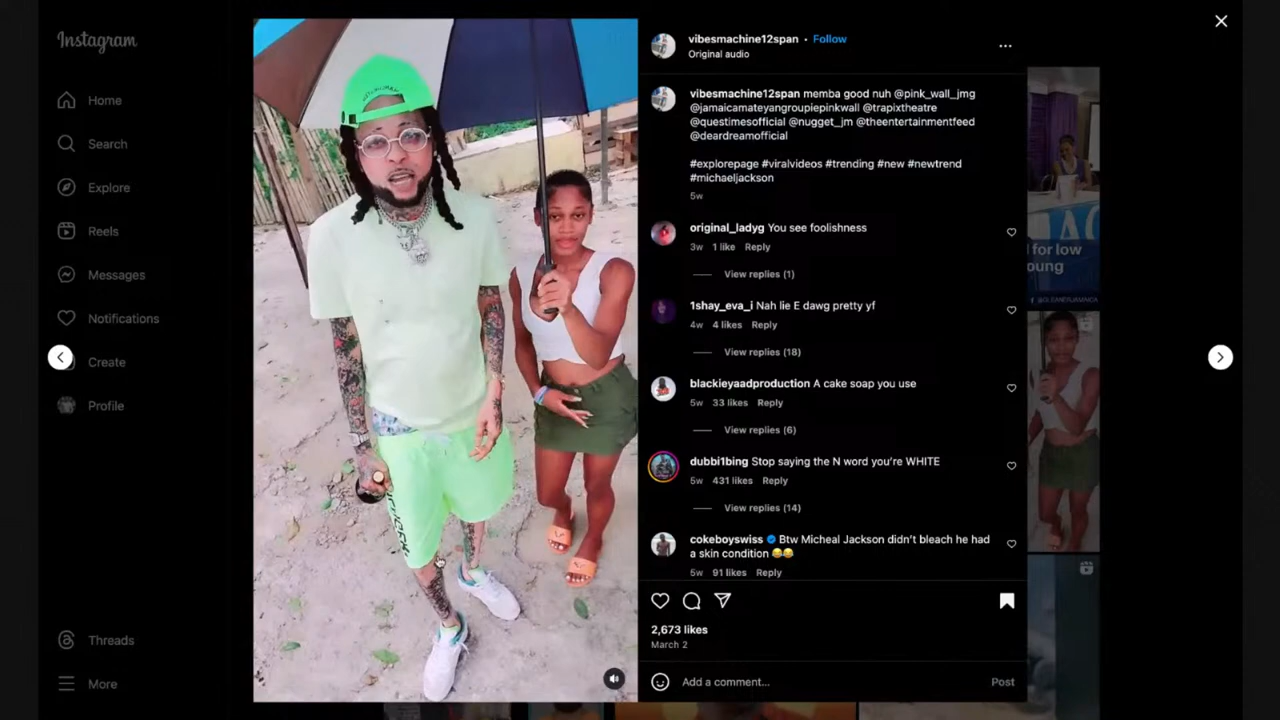 Instagram
Home
Search
Explore
Reels
Messages
Notifications
Create
Profile
Threads
More
vibesmachine12span • Follow
Original audio
vibesmachine12span memba good nuh @pink_wall_jmg
@jamaicamateyangroupiepinkwall @trapixtheatre
@questimesofficial @nugget_jm @theentertainmentfeed
@deardreamofficial
#explorepage #viralvideos #trending #new #newtrend
#michaeljackson
5w
original_ladyg You see foolishness
3w 1 like Reply
View replies (1)
1shay_eva_i Nah lie E dawg pretty yf
4w 4 likes Reply
View replies (18)
blackieyaadproduction A cake soap you use
5w 33 likes Reply
View replies (6)
dubbi1bing Stop saying the N word you're WHITE
5w 431 likes Reply
View replies (14)
cokeboyswiss Btw Micheal Jackson didn't bleach he had
a skin condition 😂😂
5w 91 likes Reply
2,673 likes
March 2
Add a comment...
Post
for low
oung